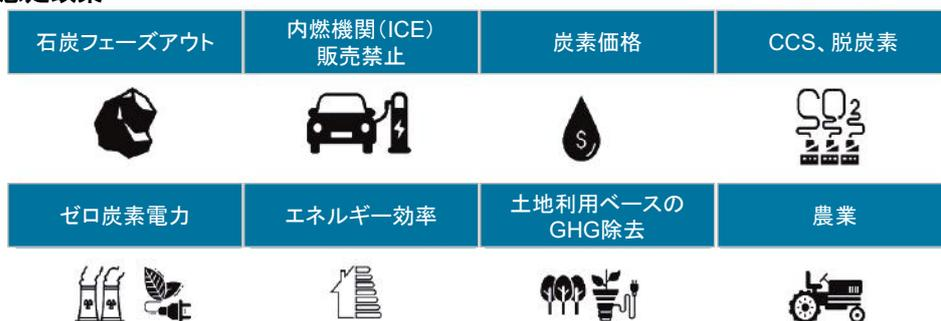 石炭フェーズアウト
内燃機関(ICE)
販売禁止
炭素価格
CCS、脱炭素
$
CO2
ゼロ炭素電力
エネルギー効率
土地利用ベースの
GHG除去
農業